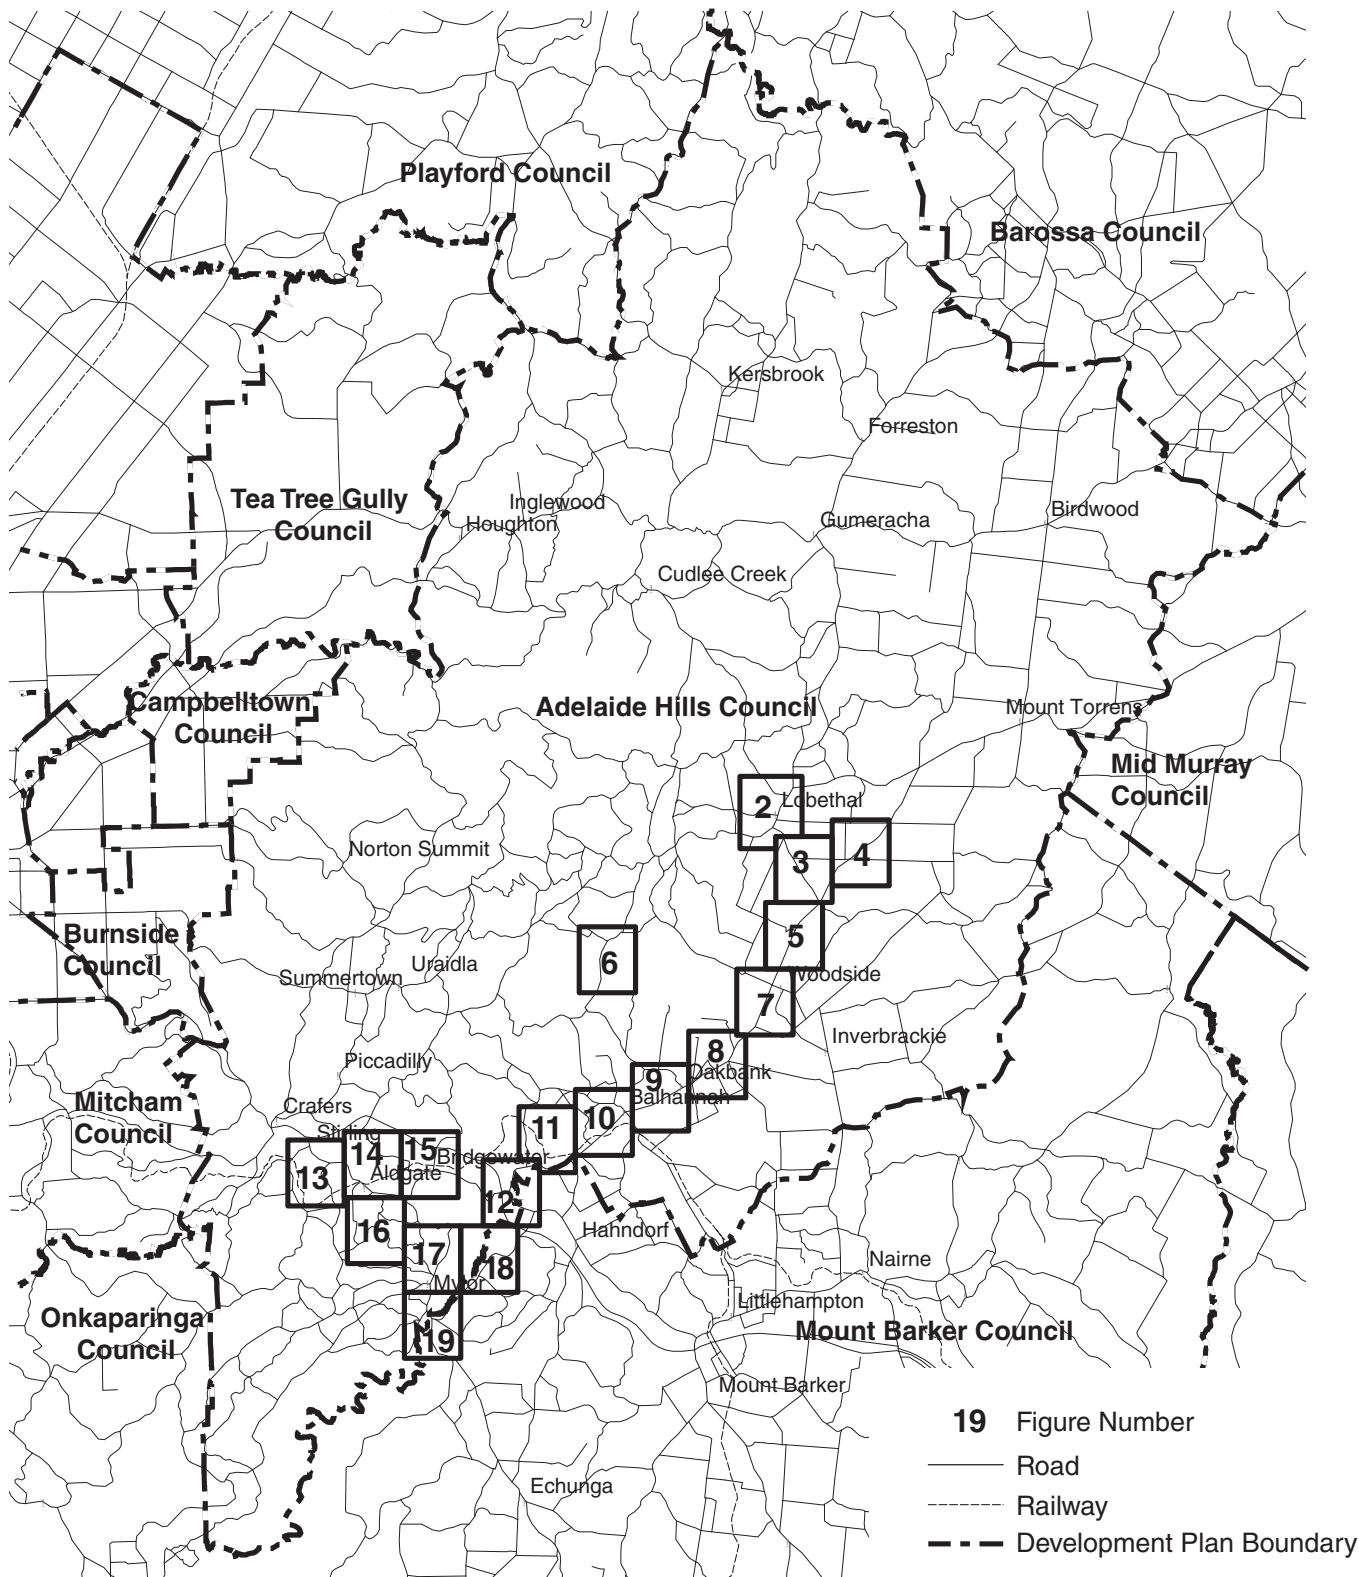 Playford Council
Barossa Council
Kersbrook
Forreston
Tea Tree Gully
Council
Inglewood
Houghton
Gumeracha
Birdwood
Cudlee Creek
Campbelltown
Council
Adelaide Hills Council
Mount Torrens
Mid Murray
Council
2
Lobethal
Norton Summit
3
4
Burnside
Council
5
6
Uraidla
Summertown
Woodside
7
Inverbrackie
8
Piccadilly
Oakbank
9
Balhannah
Mitcham
Council
Crafers
10
11
Stirling
14
15
Bridgewater
13
Aldgate
12
16
Hahndorf
17
18
Nairne
Mylor
Littlehampton
Onkaparinga
Council
19
Mount Barker Council
Mount Barker
Echunga
19 Figure Number
Road
Railway
Development Plan Boundary